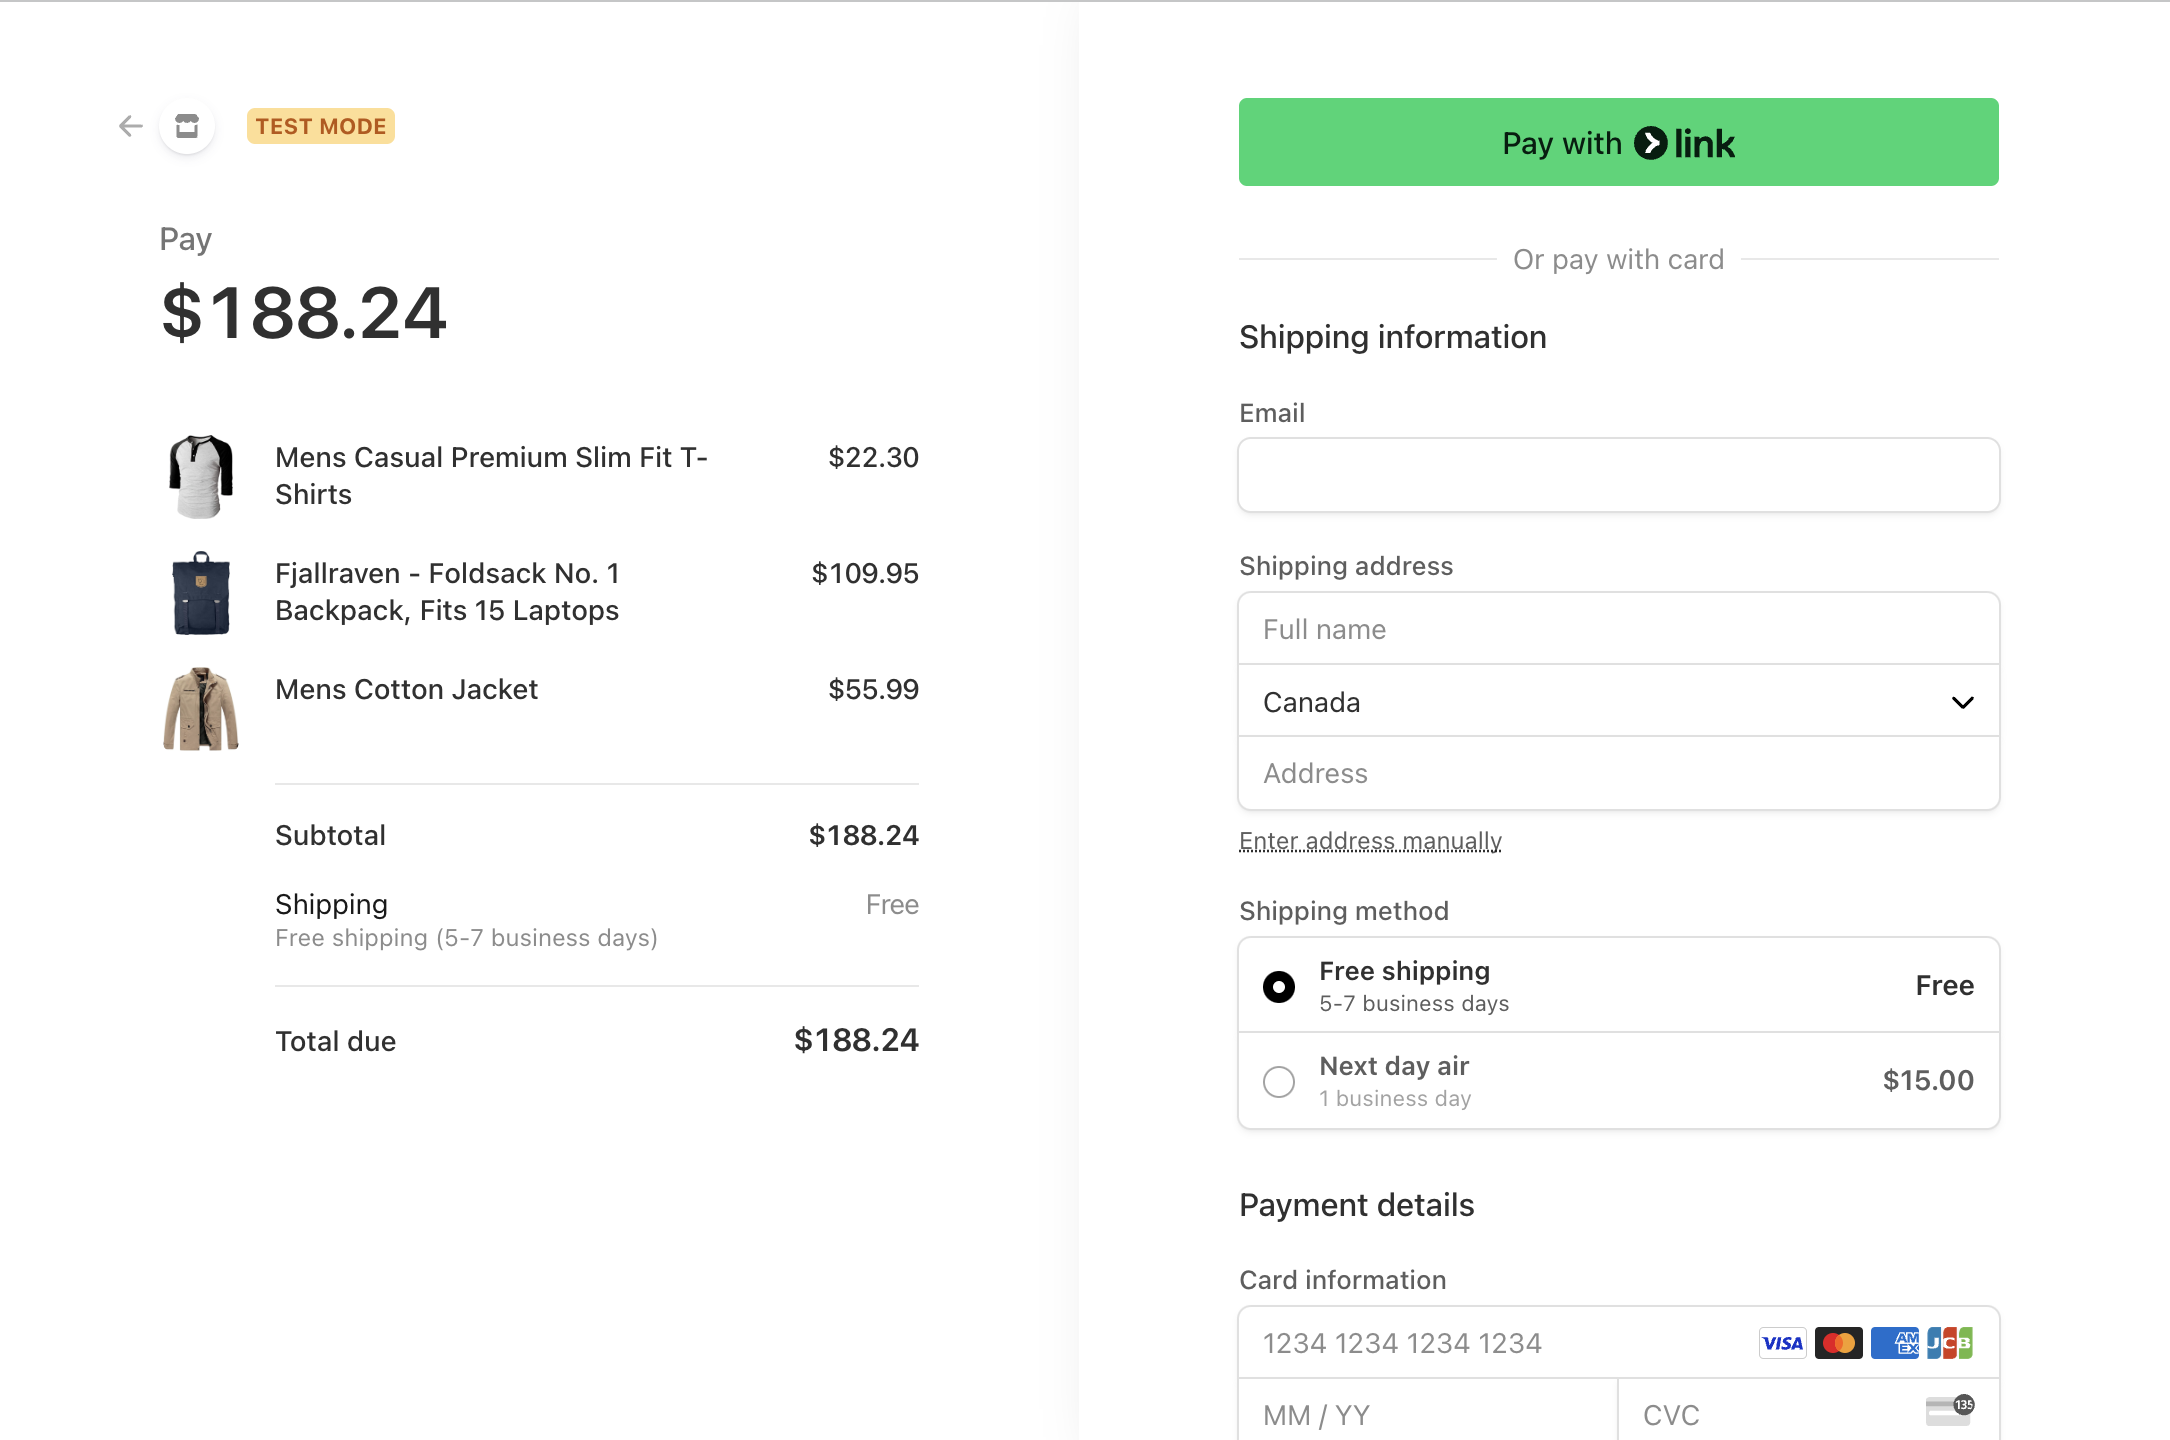 TEST MODE
Pay
$188.24
Mens Casual Premium Slim Fit T-
Shirts
$22.30
Fjallraven - Foldsack No. 1
Backpack, Fits 15 Laptops
$109.95
Mens Cotton Jacket
$55.99
Subtotal
$188.24
Shipping
Free
Free shipping (5-7 business days)
Total due
$188.24
Pay with link
Or pay with card
Shipping information
Email
Shipping address
Full name
Canada
Address
Enter address manually
Shipping method
Free shipping
5-7 business days
Free
Next day air
1 business day
$15.00
Payment details
Card information
1234 1234 1234 1234
VISA
AM
EX
JCB
MM / YY
CVC
135